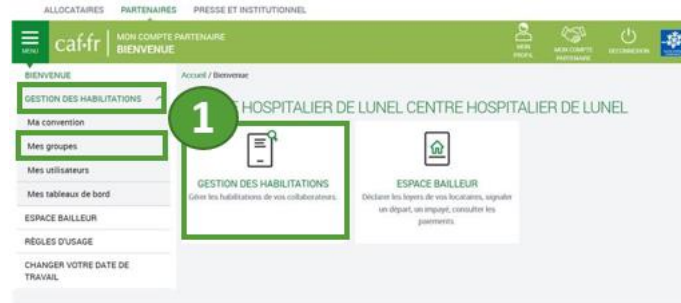 ALLOCATAIRES PARTENAIRES PRESSE ET INSTITUTIONNEL
MENU
caf.fr
MON COMPTE PARTENAIRE
BIENVENUE
MON PROFIL
MON COMPTE PARTENAIRE
DÉCONNEXION
BIENVENUE
GESTION DES HABILITATIONS
Ma convention
Mes groupes
Mes utilisateurs
Mes tableaux de bord
ESPACE BAILLEUR
RÈGLES D'USAGE
CHANGER VOTRE DATE DE
TRAVAIL
Accueil / Bienvenue
1
HOSPITALIER DE LUNEL CENTRE HOSPITALIER DE LUNEL
GESTION DES HABILITATIONS
Gérer les habilitations de vos collaborateurs.
ESPACE BAILLEUR
Déclarer les loyers de vos locataires, signaler
un départ, un impayé, consulter les
paiements.